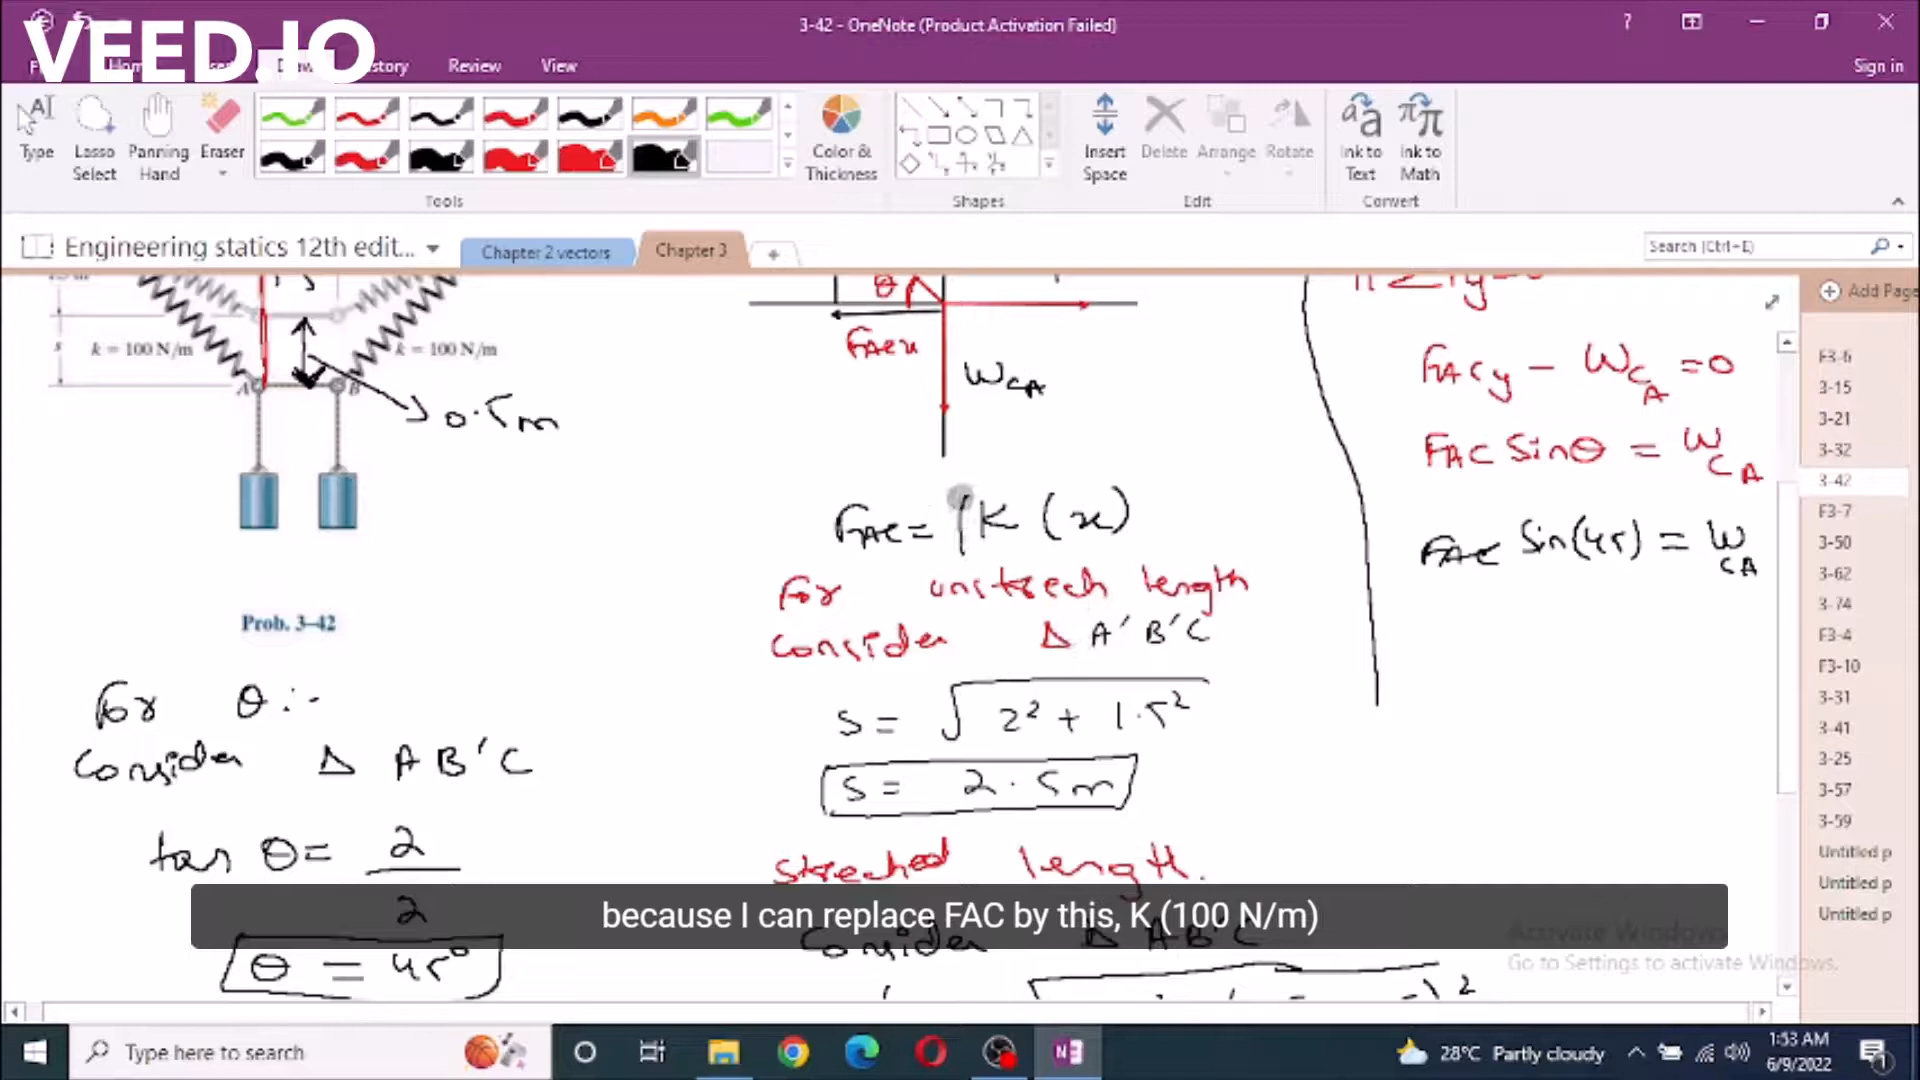 3-42 - OneNote (Product Activation Failed)
VEED.IO
Review
View
Sign in
Type
Lasso Select
Panning Hand
Eraser
Color & Thickness
Insert Space
Delete
Arrange
Rotate
Ink to Text
Ink to Math
Tools
Shapes
Edit
Convert
Engineering statics 12th edit...
Chapter 2 vectors
Chapter 3
Search (Ctrl+E)
Add Page
F3-6
3-15
3-21
3-32
3-42
F3-7
3-50
3-62
3-74
F3-4
F3-10
3-31
3-41
3-25
3-57
3-59
Untitled p
Untitled p
Untitled p
k = 100 N/m
k = 100 N/m
s
A
B
0.5m
Prob. 3-42
For θ :-
Consider Δ AB'C
tan θ = 2
2
θ = 45°
θ
FACx
WCA
FAC = K (x)
For unstrech length
Consider Δ A'B'C
S = √ 2² + 1.5²
S = 2.5m
streched length.
Consider Δ AB'C
FACy - WCA = 0
FAC Sinθ = WCA
FAC Sin(45) = WCA
because I can replace FAC by this, K (100 N/m)
Activate Windows
Go to Settings to activate Windows.
Type here to search
28°C Partly cloudy
1:53 AM
6/9/2022